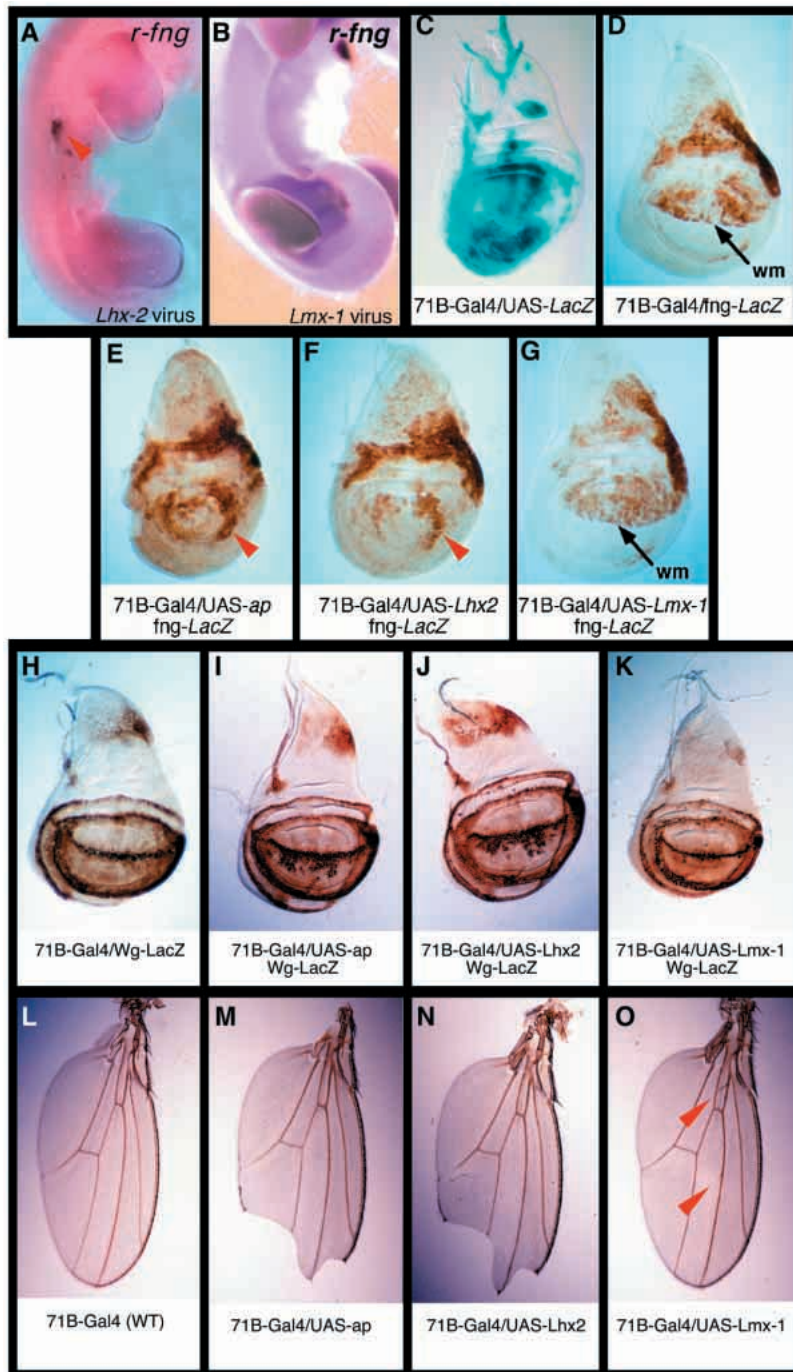 A
r-fng
Lhx-2 virus
B
r-fng
Lmx-1 virus
C
71B-Gal4/UAS-LacZ
D
wm
71B-Gal4/fng-LacZ
E
71B-Gal4/UAS-ap
fng-LacZ
F
71B-Gal4/UAS-Lhx2
fng-LacZ
G
wm
71B-Gal4/UAS-Lmx-1
fng-LacZ
H
71B-Gal4/Wg-LacZ
I
71B-Gal4/UAS-ap
Wg-LacZ
J
71B-Gal4/UAS-Lhx2
Wg-LacZ
K
71B-Gal4/UAS-Lmx-1
Wg-LacZ
L
71B-Gal4 (WT)
M
71B-Gal4/UAS-ap
N
71B-Gal4/UAS-Lhx2
O
71B-Gal4/UAS-Lmx-1